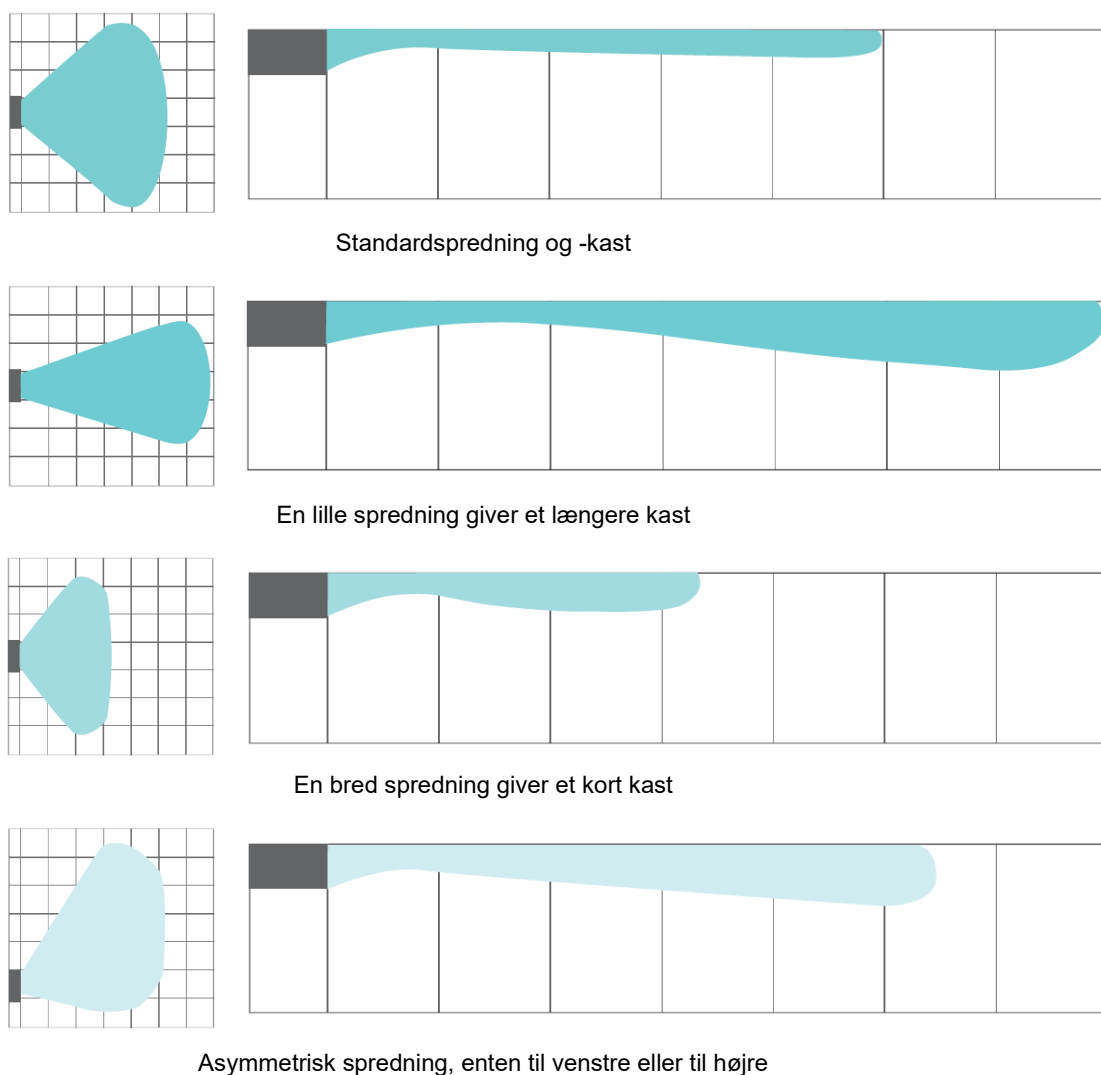 Standardspredning og -kast
En lille spredning giver et længere kast
En bred spredning giver et kort kast
Asymmetrisk spredning, enten til venstre eller til højre